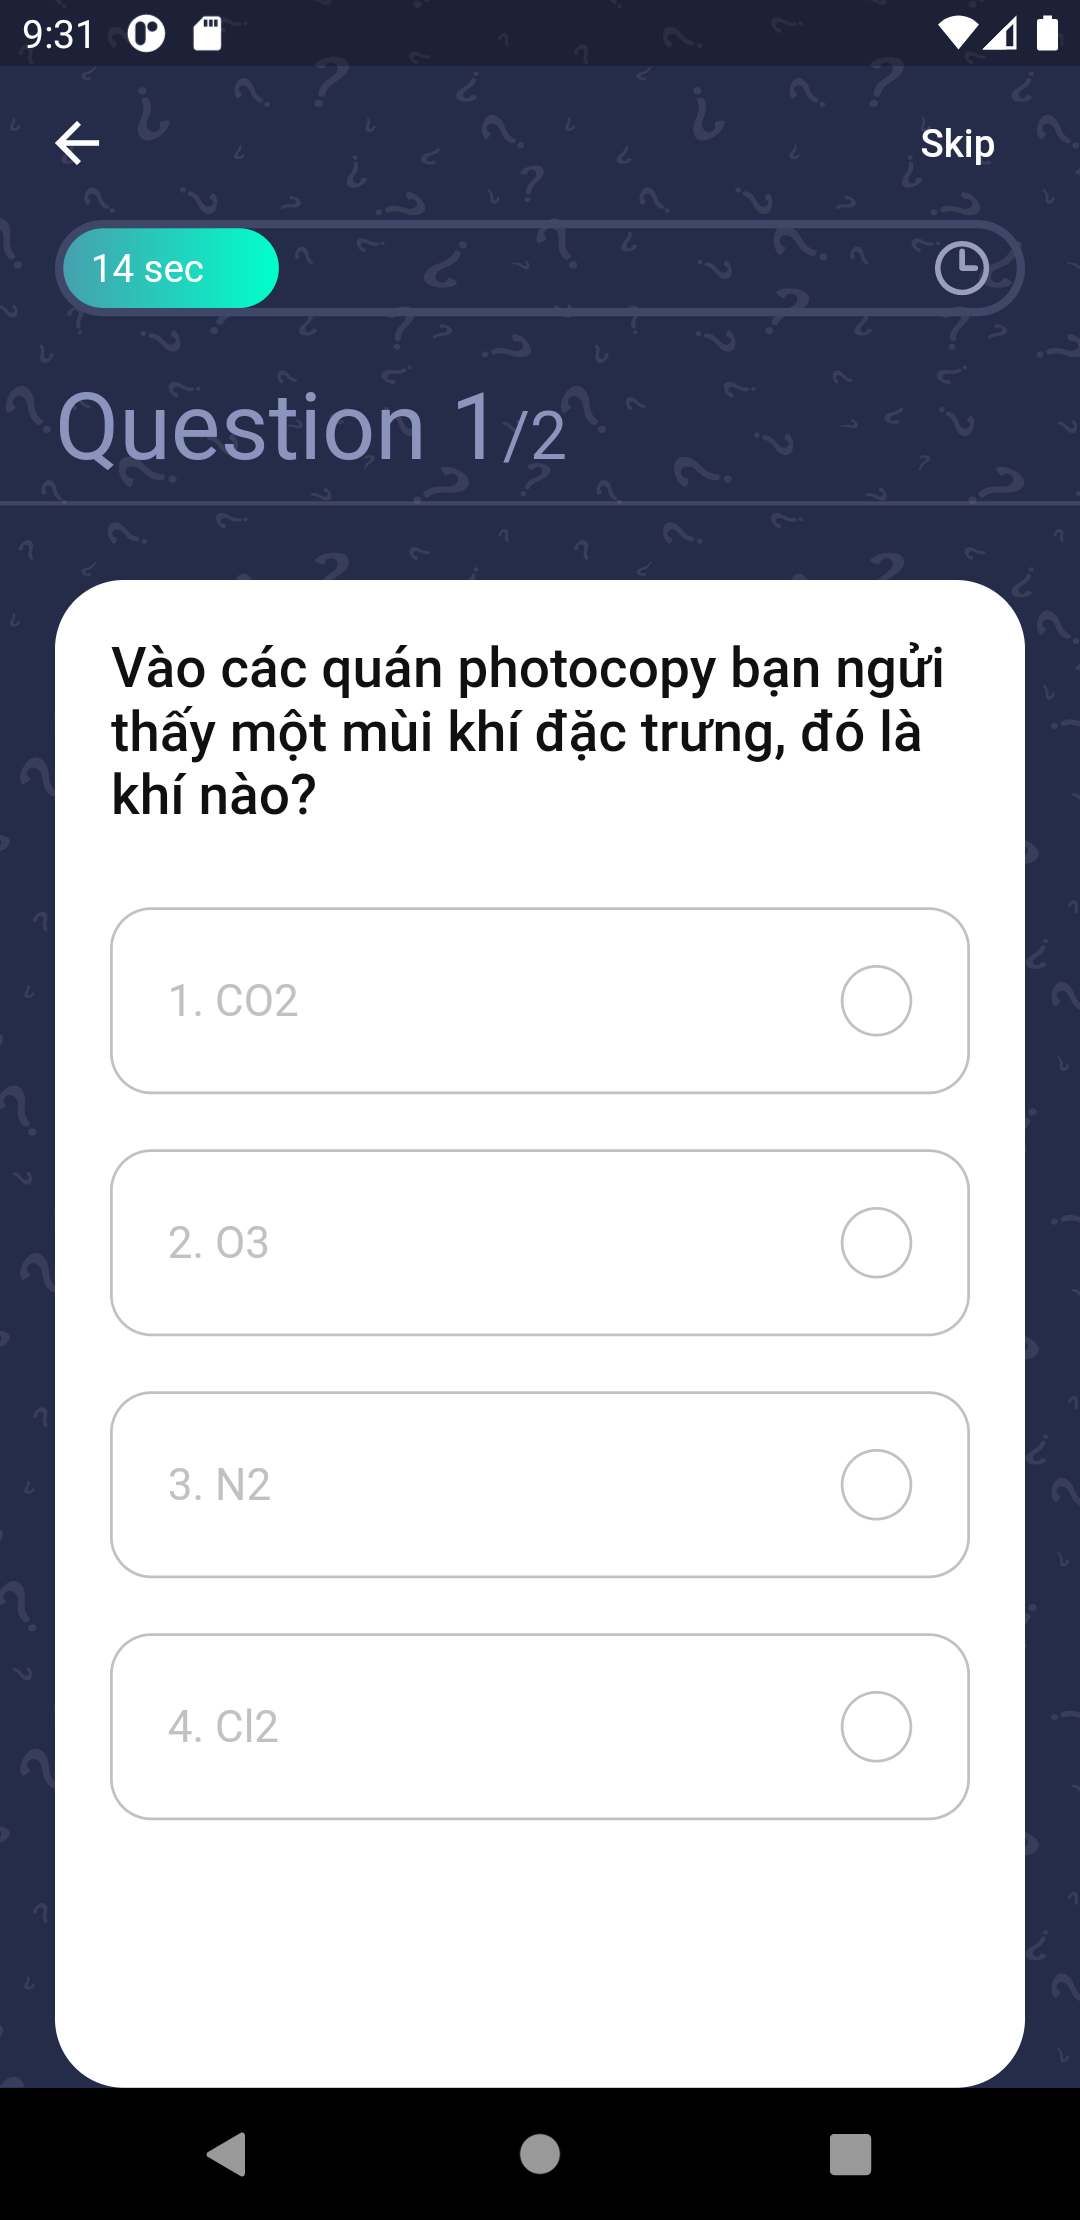 9:31
Skip
14 sec
Question 1/2
Vào các quán photocopy bạn ngửi
thấy một mùi khí đặc trưng, đó là
khí nào?
1. CO2
2. O3
3. N2
4. Cl2